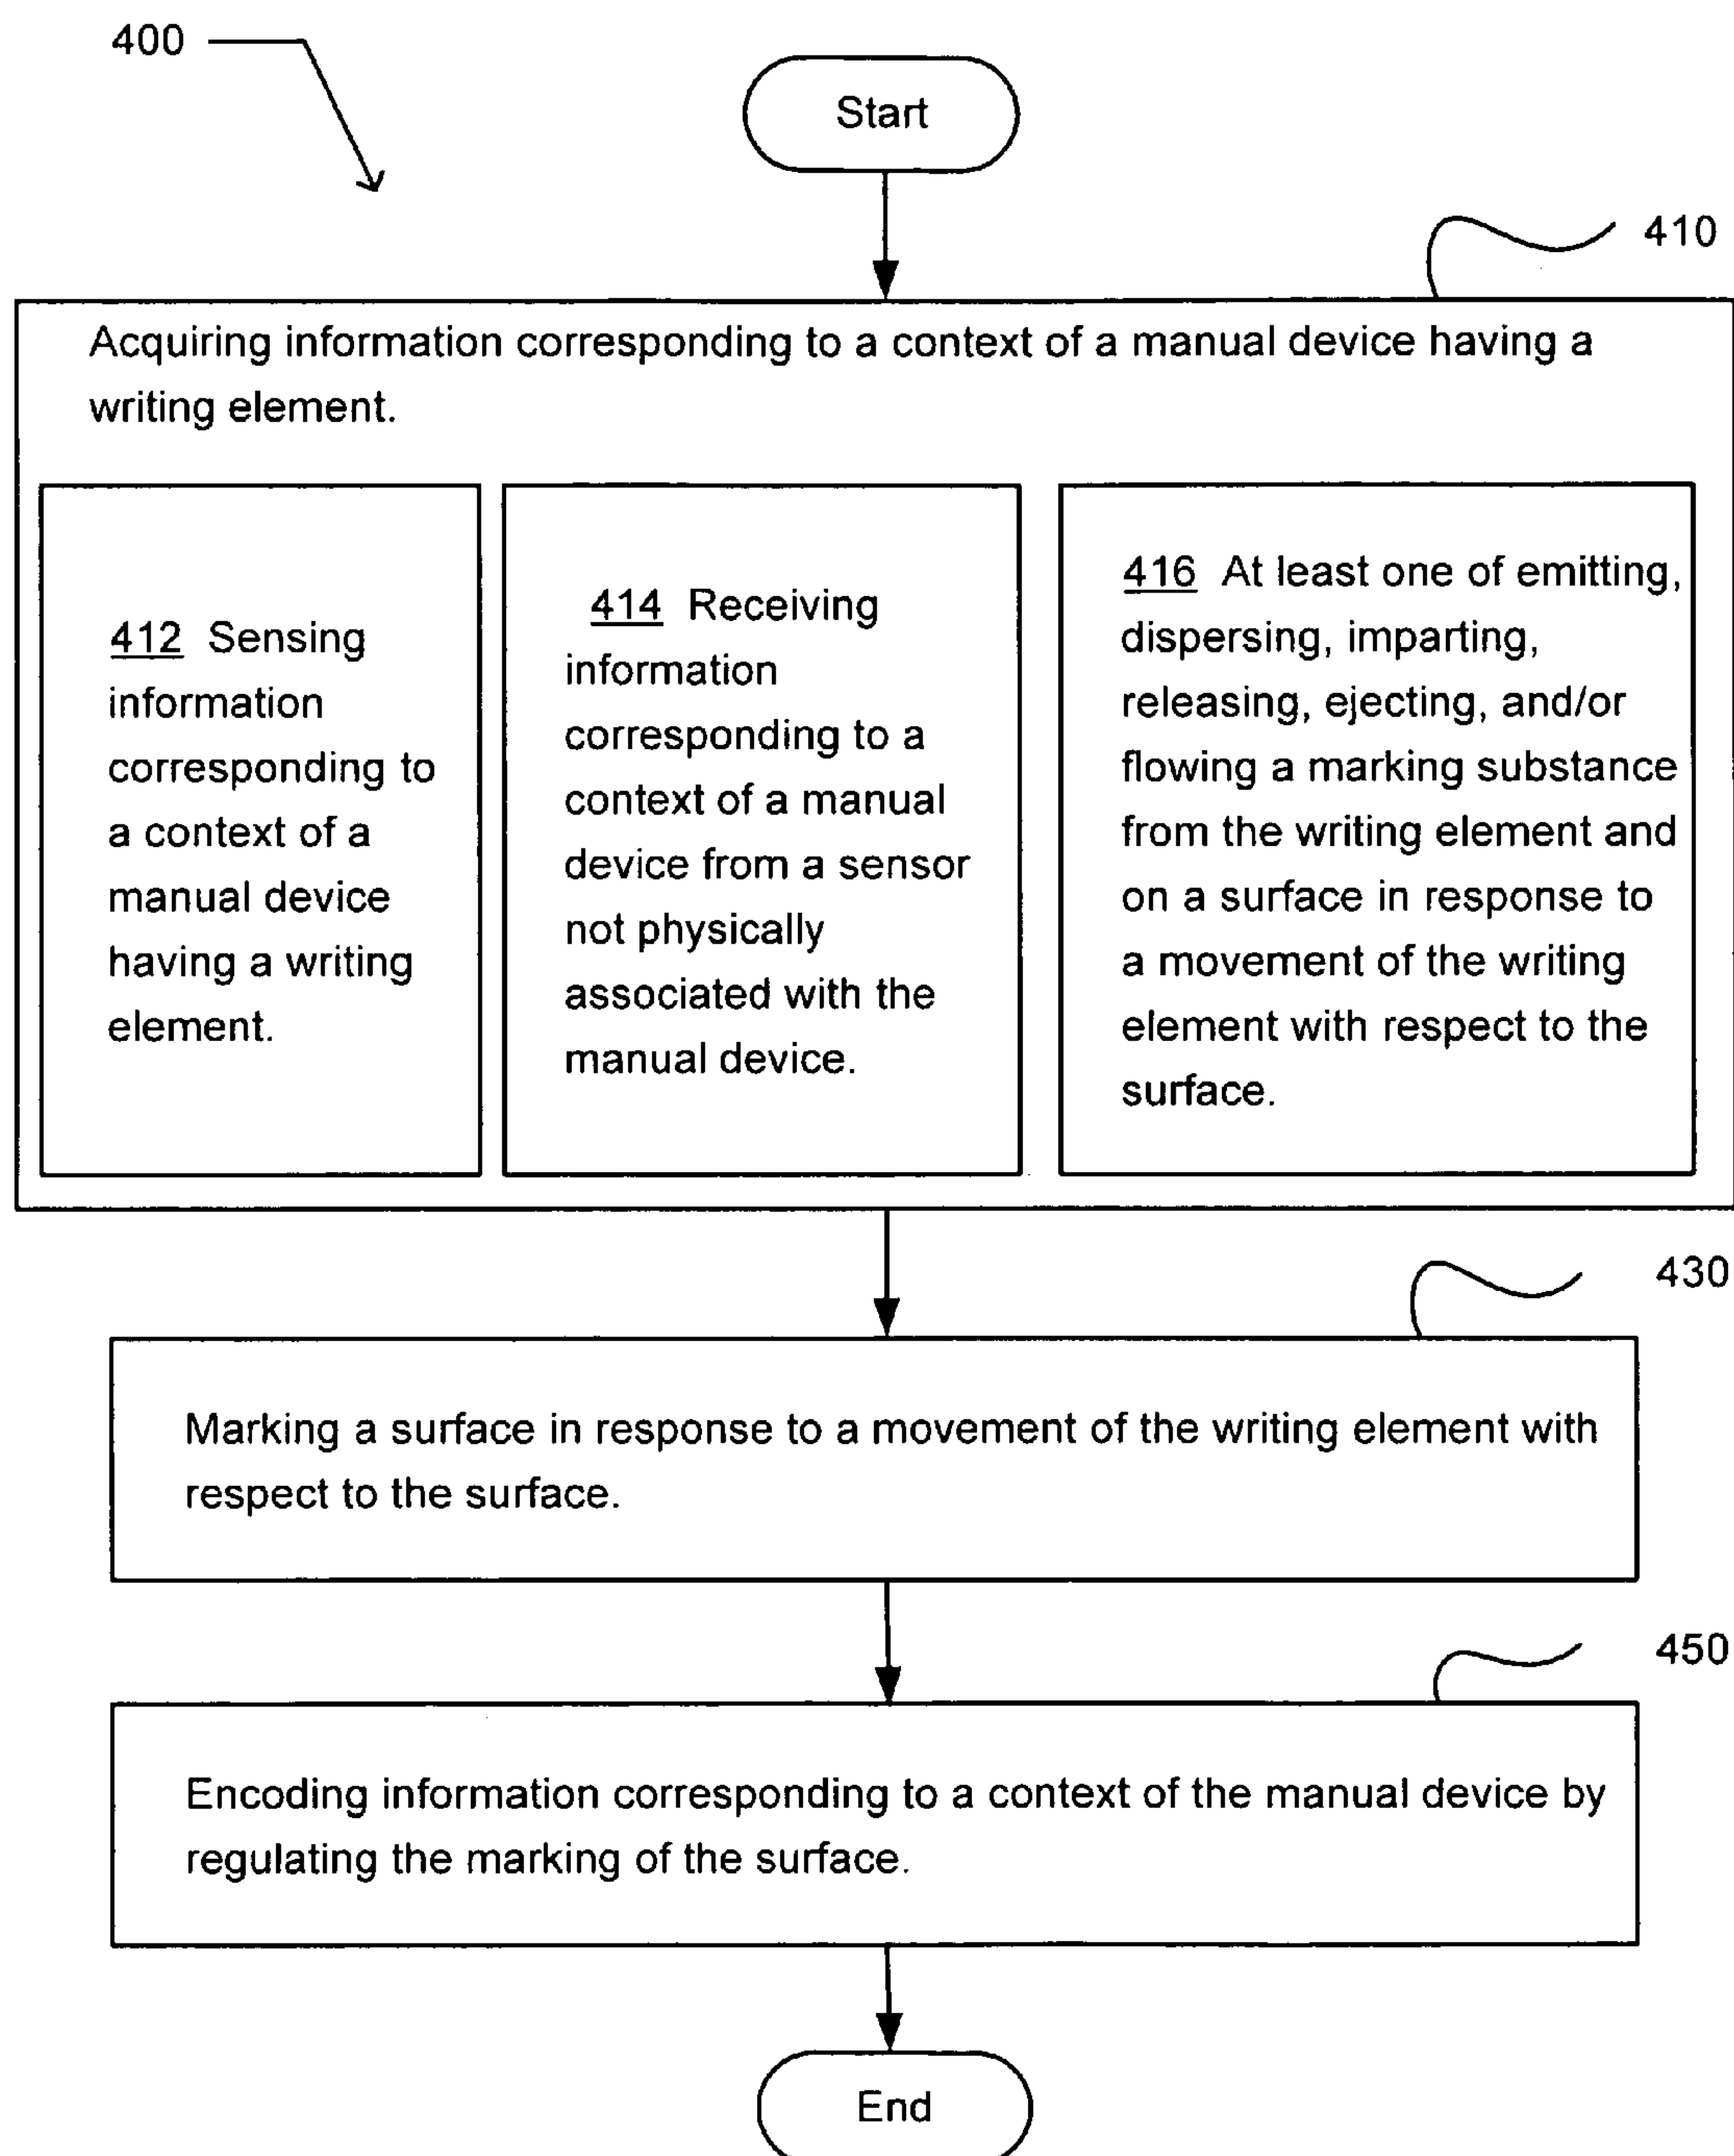 400
Start
410
Acquiring information corresponding to a context of a manual device having a
writing element.
412 Sensing
information
corresponding to
a context of a
manual device
having a writing
element.
414 Receiving
information
corresponding to a
context of a manual
device from a sensor
not physically
associated with the
manual device.
416 At least one of emitting,
dispersing, imparting,
releasing, ejecting, and/or
flowing a marking substance
from the writing element and
on a surface in response to
a movement of the writing
element with respect to the
surface.
430
Marking a surface in response to a movement of the writing element with
respect to the surface.
450
Encoding information corresponding to a context of the manual device by
regulating the marking of the surface.
End